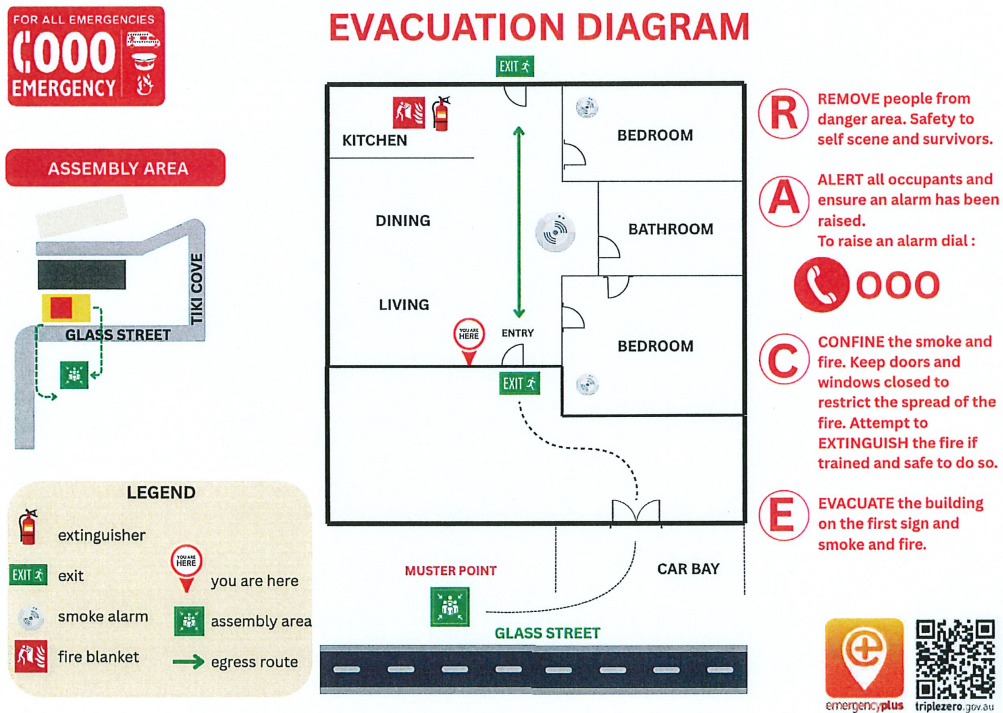 FOR ALL EMERGENCIES
000
EMERGENCY
EVACUATION DIAGRAM
ASSEMBLY AREA
TIKI COVE
GLASS STREET
EXIT
KITCHEN
BEDROOM
DINING
BATHROOM
LIVING
YOU ARE
HERE
ENTRY
BEDROOM
EXIT
MUSTER POINT
CAR BAY
GLASS STREET
R
REMOVE people from
danger area. Safety to
self scene and survivors.
A
ALERT all occupants and
ensure an alarm has been
raised.
To raise an alarm dial :
000
C
CONFINE the smoke and
fire. Keep doors and
windows closed to
restrict the spread of the
fire. Attempt to
EXTINGUISH the fire if
trained and safe to do so.
E
EVACUATE the building
on the first sign and
smoke and fire.
LEGEND
extinguisher
EXIT
exit
smoke alarm
fire blanket
YOU ARE
HERE
you are here
assembly area
egress route
emergencyplus
triplezero.gov.au